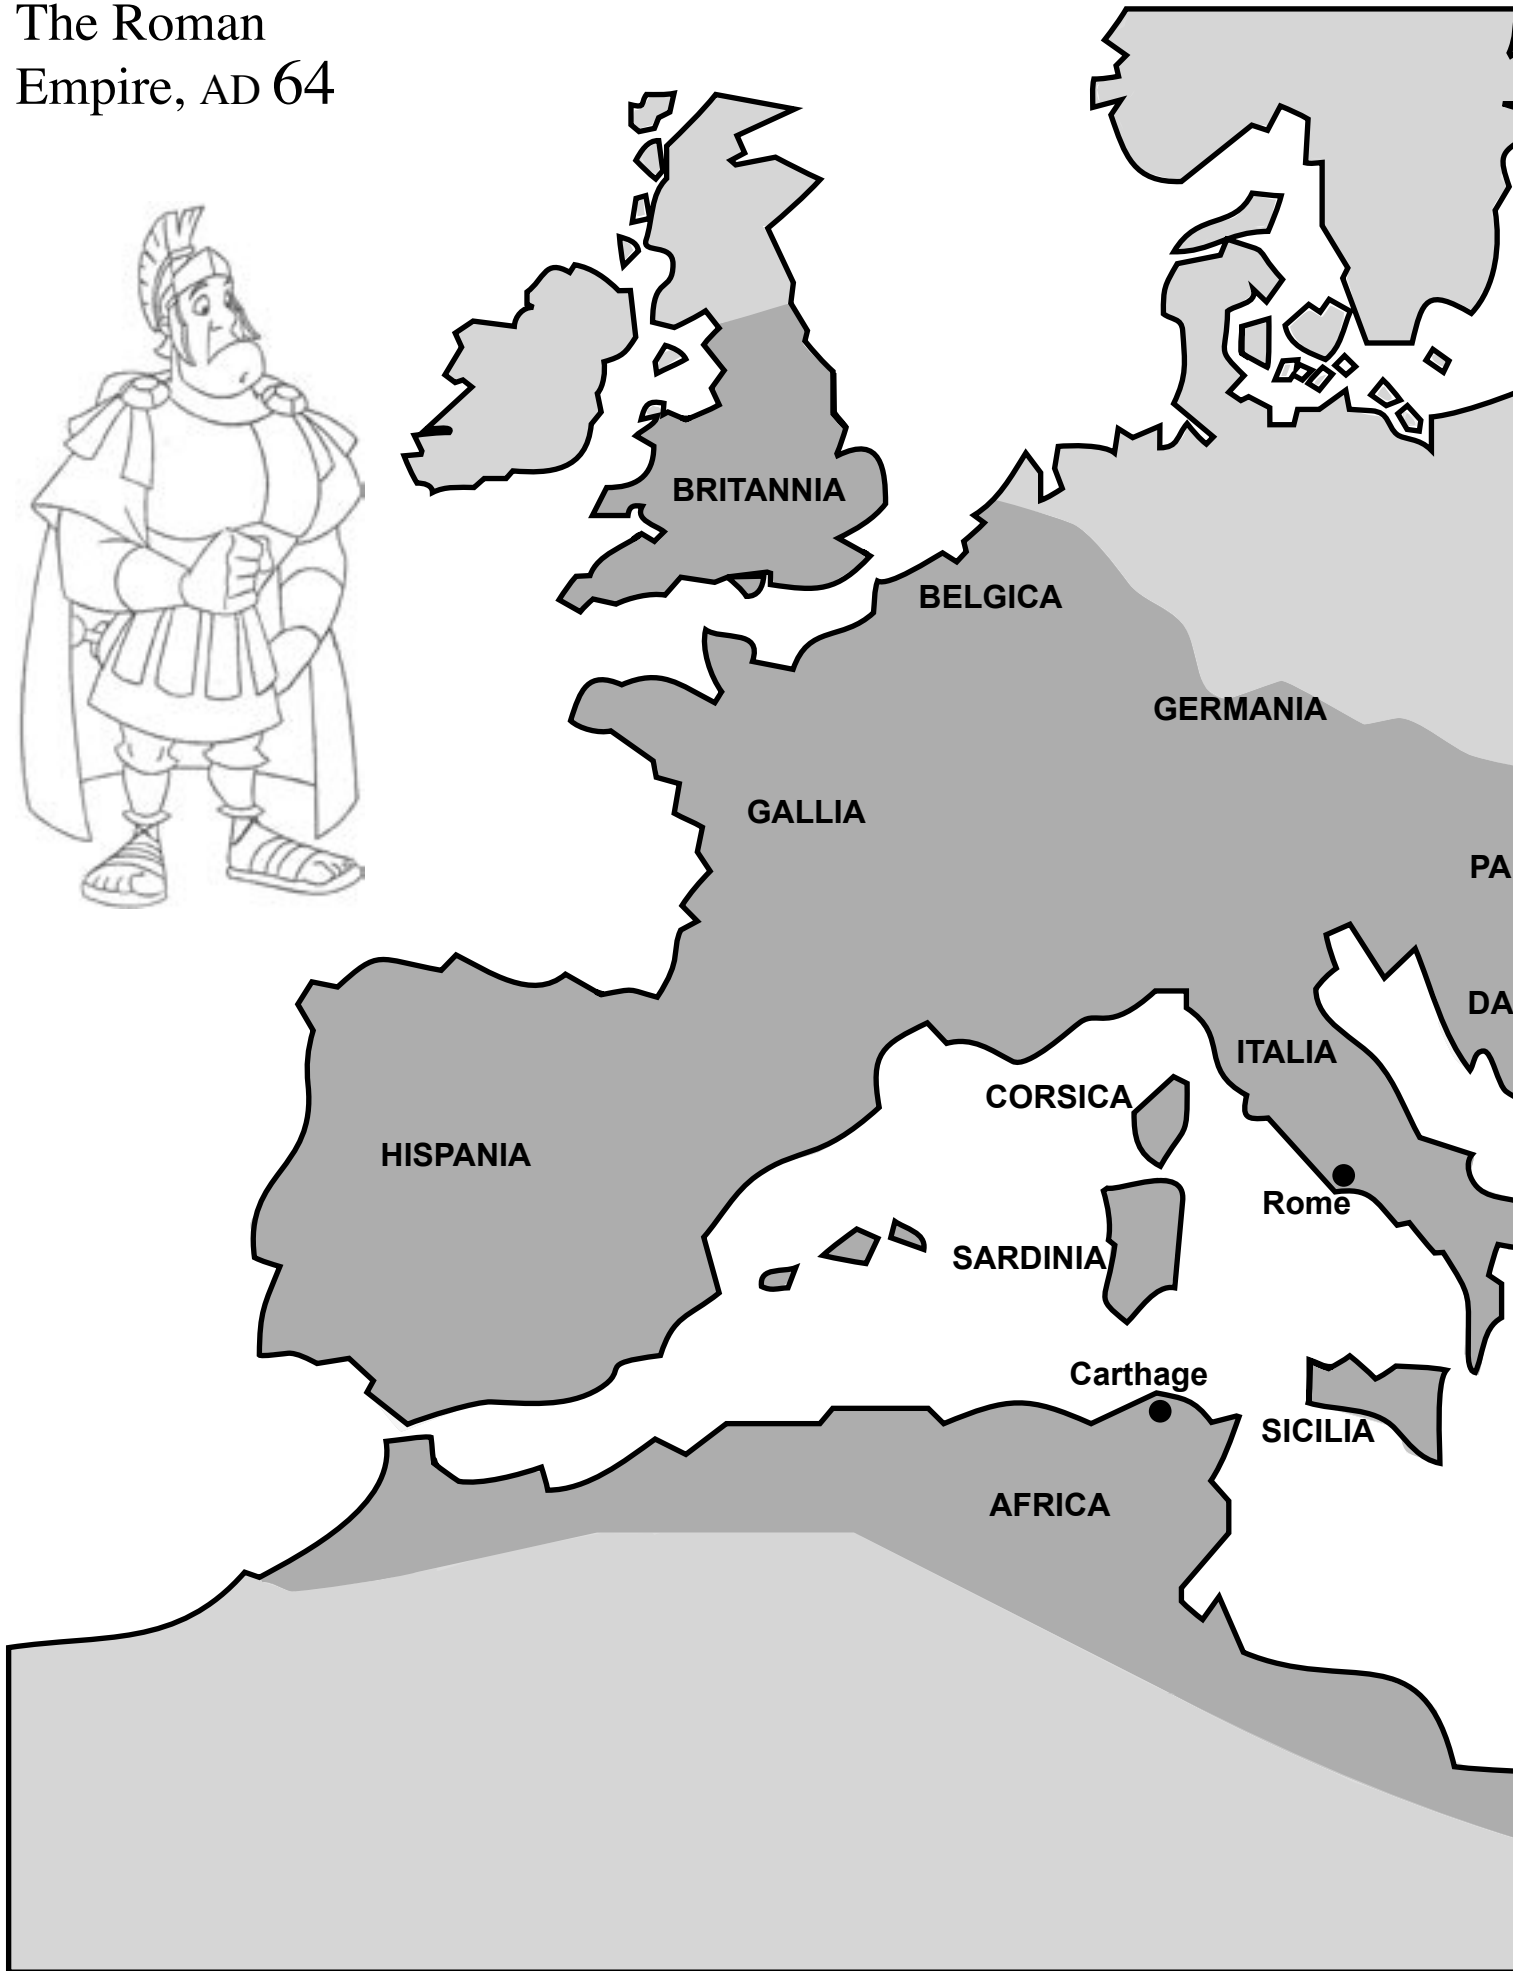 The Roman
Empire, AD 64
BRITANNIA
BELGICA
GERMANIA
GALLIA
PA
DA
ITALIA
CORSICA
HISPANIA
Rome
SARDINIA
Carthage
SICILIA
AFRICA